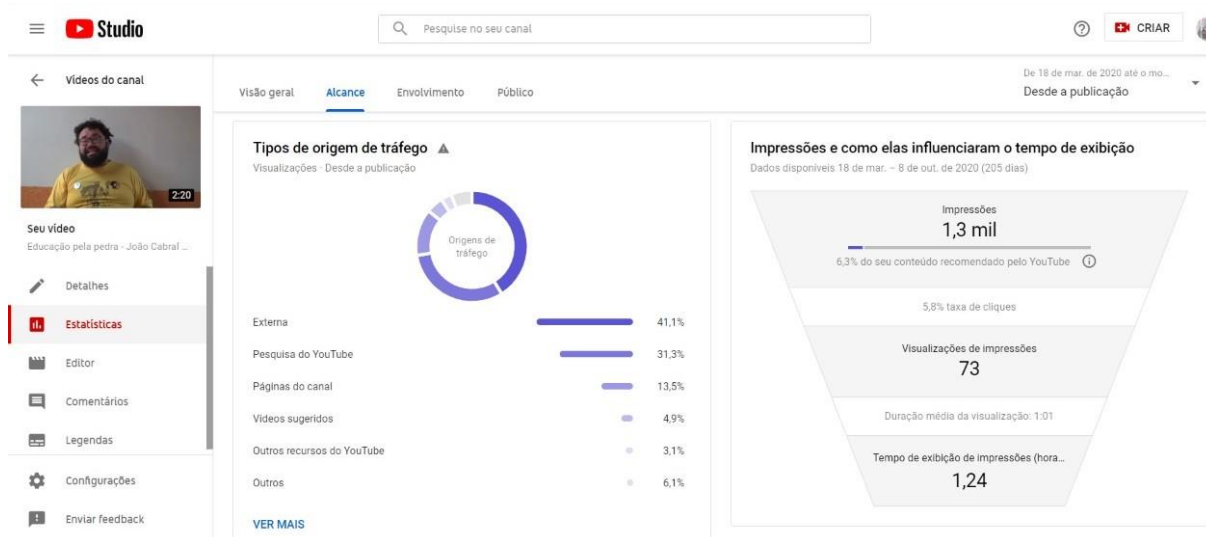 Studio
Pesquise no seu canal
CRIAR
Vídeos do canal
2:20
Seu vídeo
Educação pela pedra - João Cabral ...
Detalhes
Estatísticas
Editor
Comentários
Legendas
Configurações
Enviar feedback
Visão geral Alcance Envolvimento Público
De 18 de mar. de 2020 até o mo...
Desde a publicação
Tipos de origem de tráfego
Visualizações · Desde a publicação
Origens de
tráfego
Externa 41,1%
Pesquisa do YouTube 31,3%
Páginas do canal 13,5%
Vídeos sugeridos 4,9%
Outros recursos do YouTube 3,1%
Outros 6,1%
VER MAIS
Impressões e como elas influenciaram o tempo de exibição
Dados disponíveis 18 de mar. – 8 de out. de 2020 (205 dias)
Impressões
1,3 mil
6,3% do seu conteúdo recomendado pelo YouTube
5,8% taxa de cliques
Visualizações de impressões
73
Duração média da visualização: 1:01
Tempo de exibição de impressões (hora...
1,24